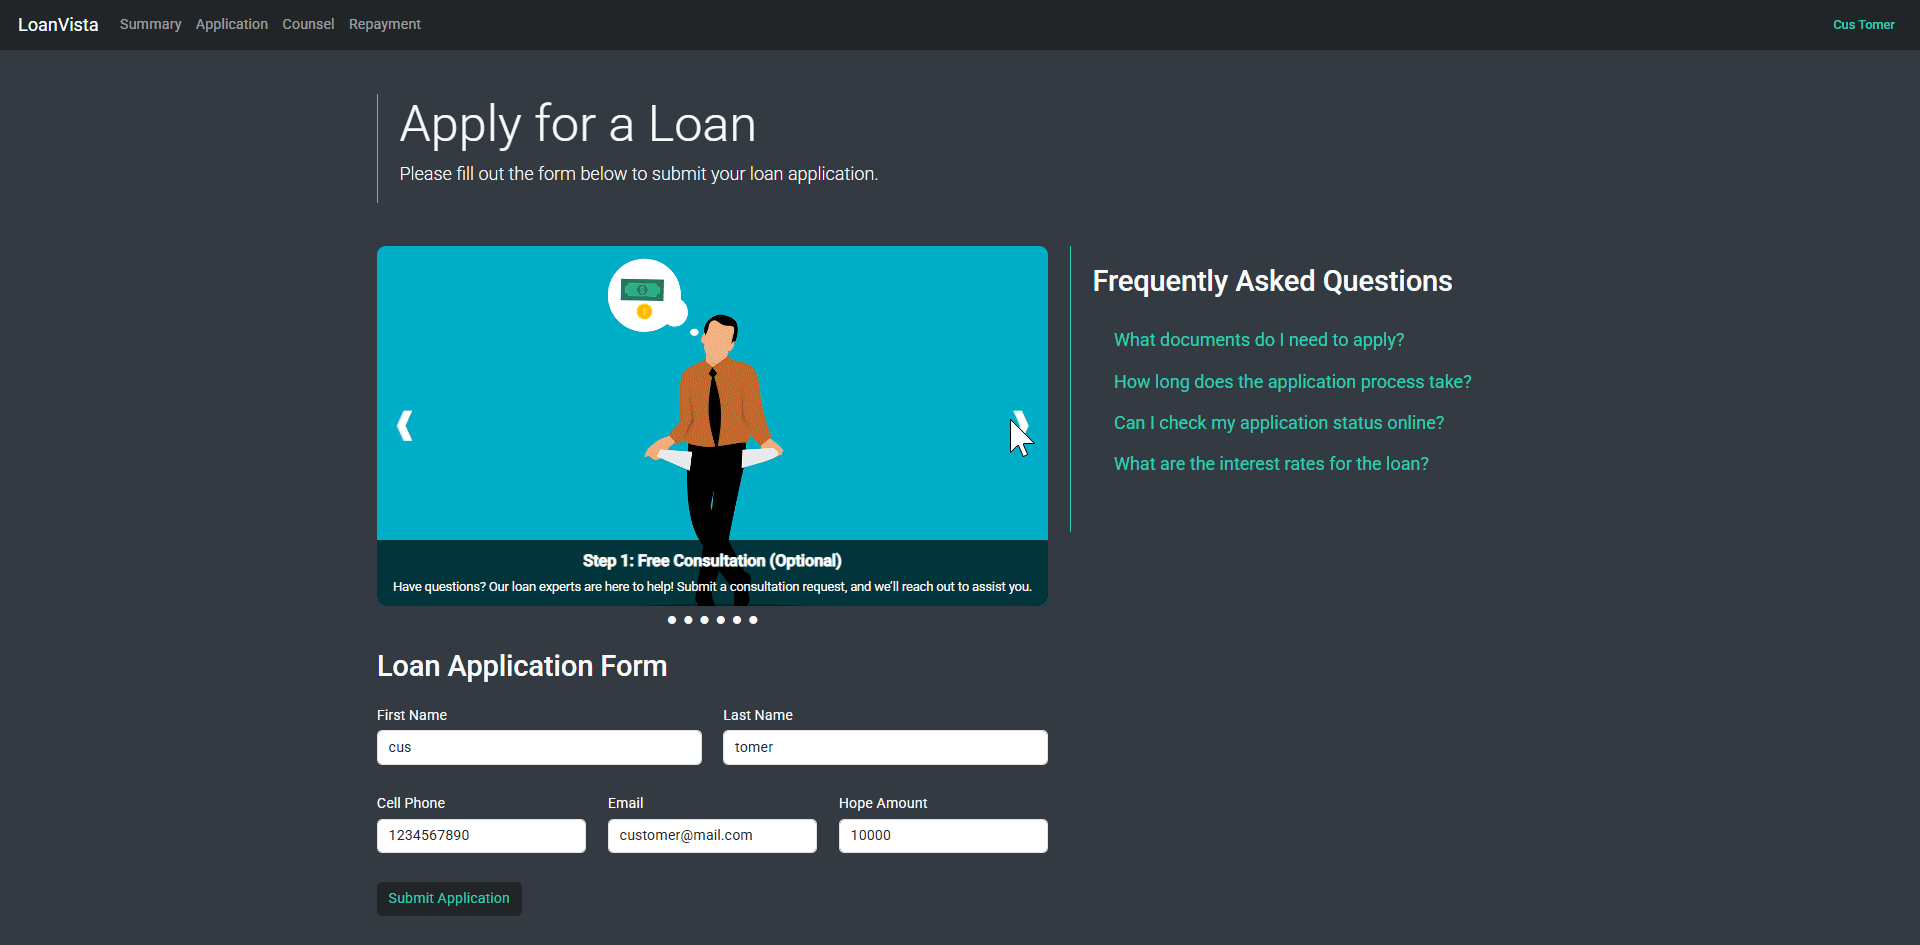 LoanVista Summary Application Counsel Repayment Cus Tomer
Apply for a Loan
Please fill out the form below to submit your loan application.
$
Step 1: Free Consultation (Optional)
Have questions? Our loan experts are here to help! Submit a consultation request, and we'll reach out to assist you.
Frequently Asked Questions
What documents do I need to apply?
How long does the application process take?
Can I check my application status online?
What are the interest rates for the loan?
Loan Application Form
First Name Last Name
cus tomer
Cell Phone Email Hope Amount
1234567890 customer@mail.com 10000
Submit Application